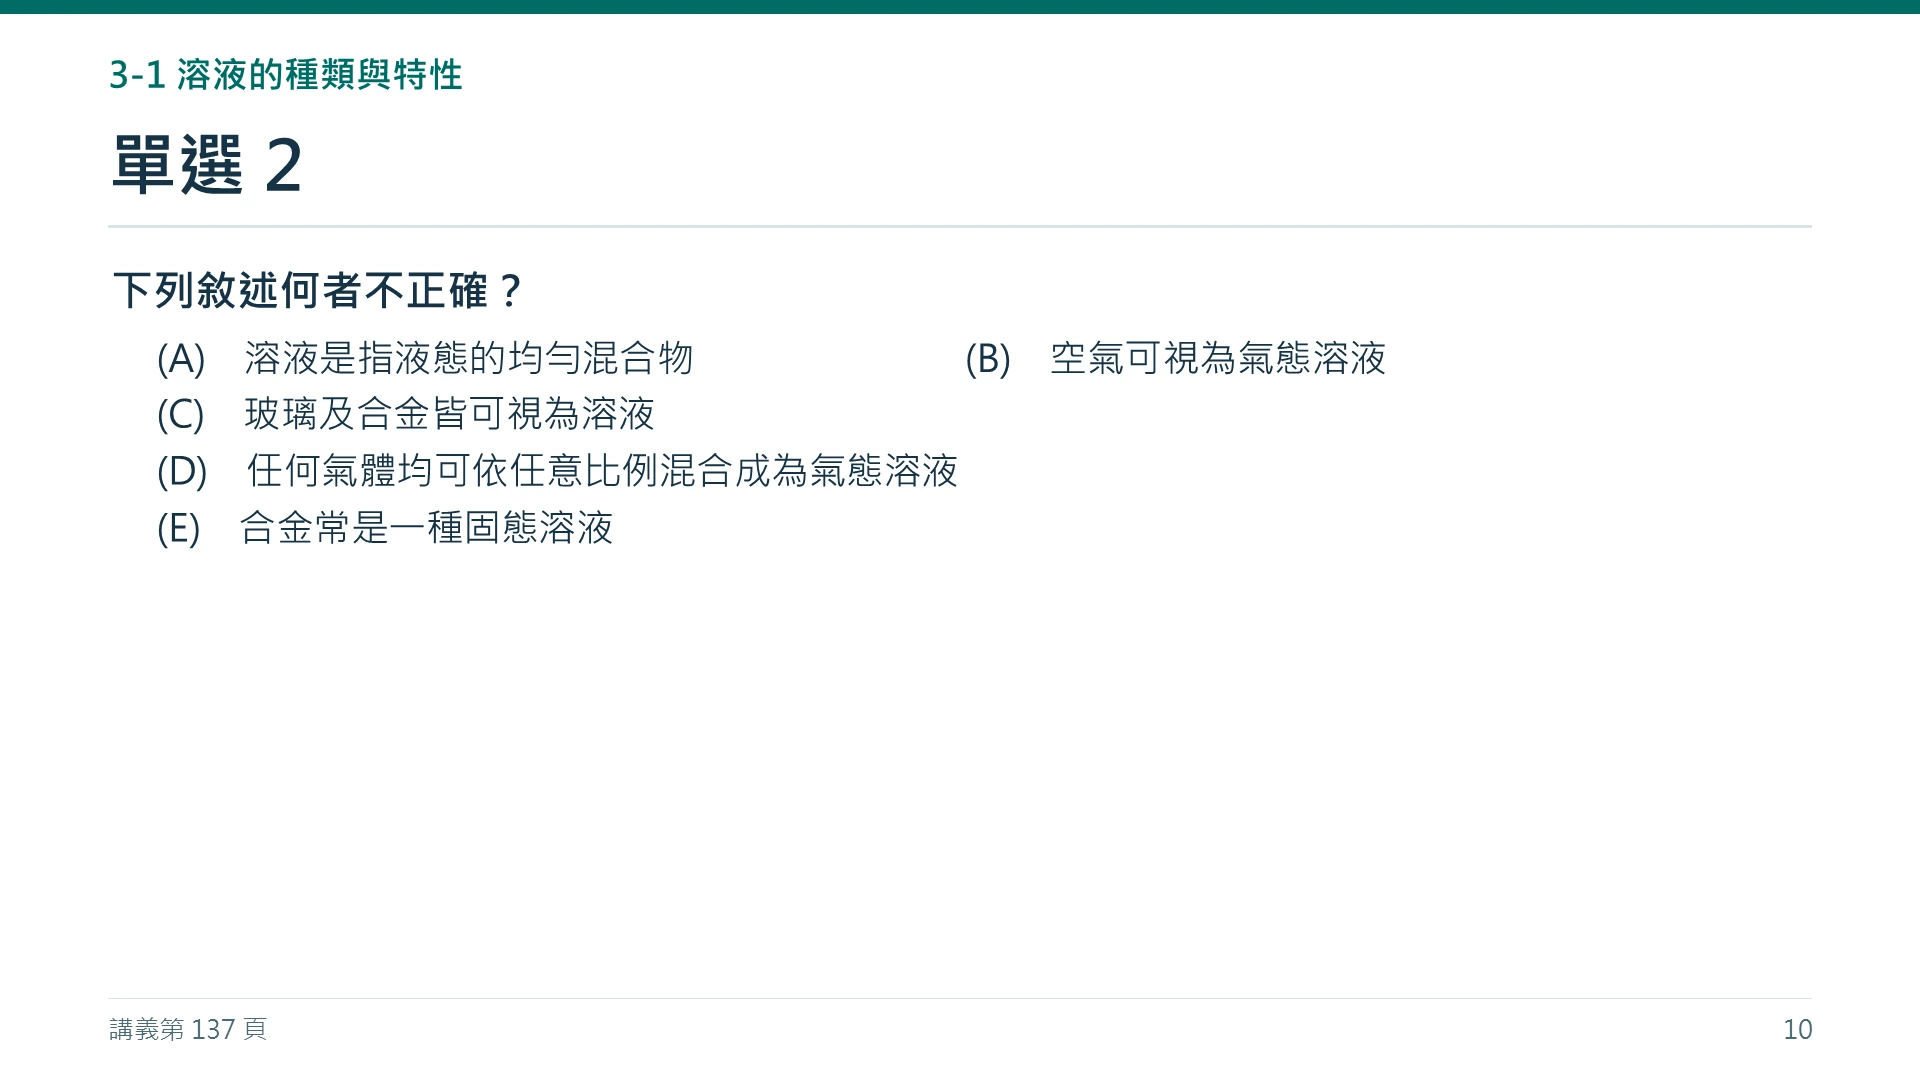 3-1 溶液的種類與特性
單選 2
下列敘述何者不正確？
(A) 溶液是指液態的均勻混合物 (B) 空氣可視為氣態溶液
(C) 玻璃及合金皆可視為溶液
(D) 任何氣體均可依任意比例混合成為氣態溶液
(E) 合金常是一種固態溶液
講義第 137 頁 10